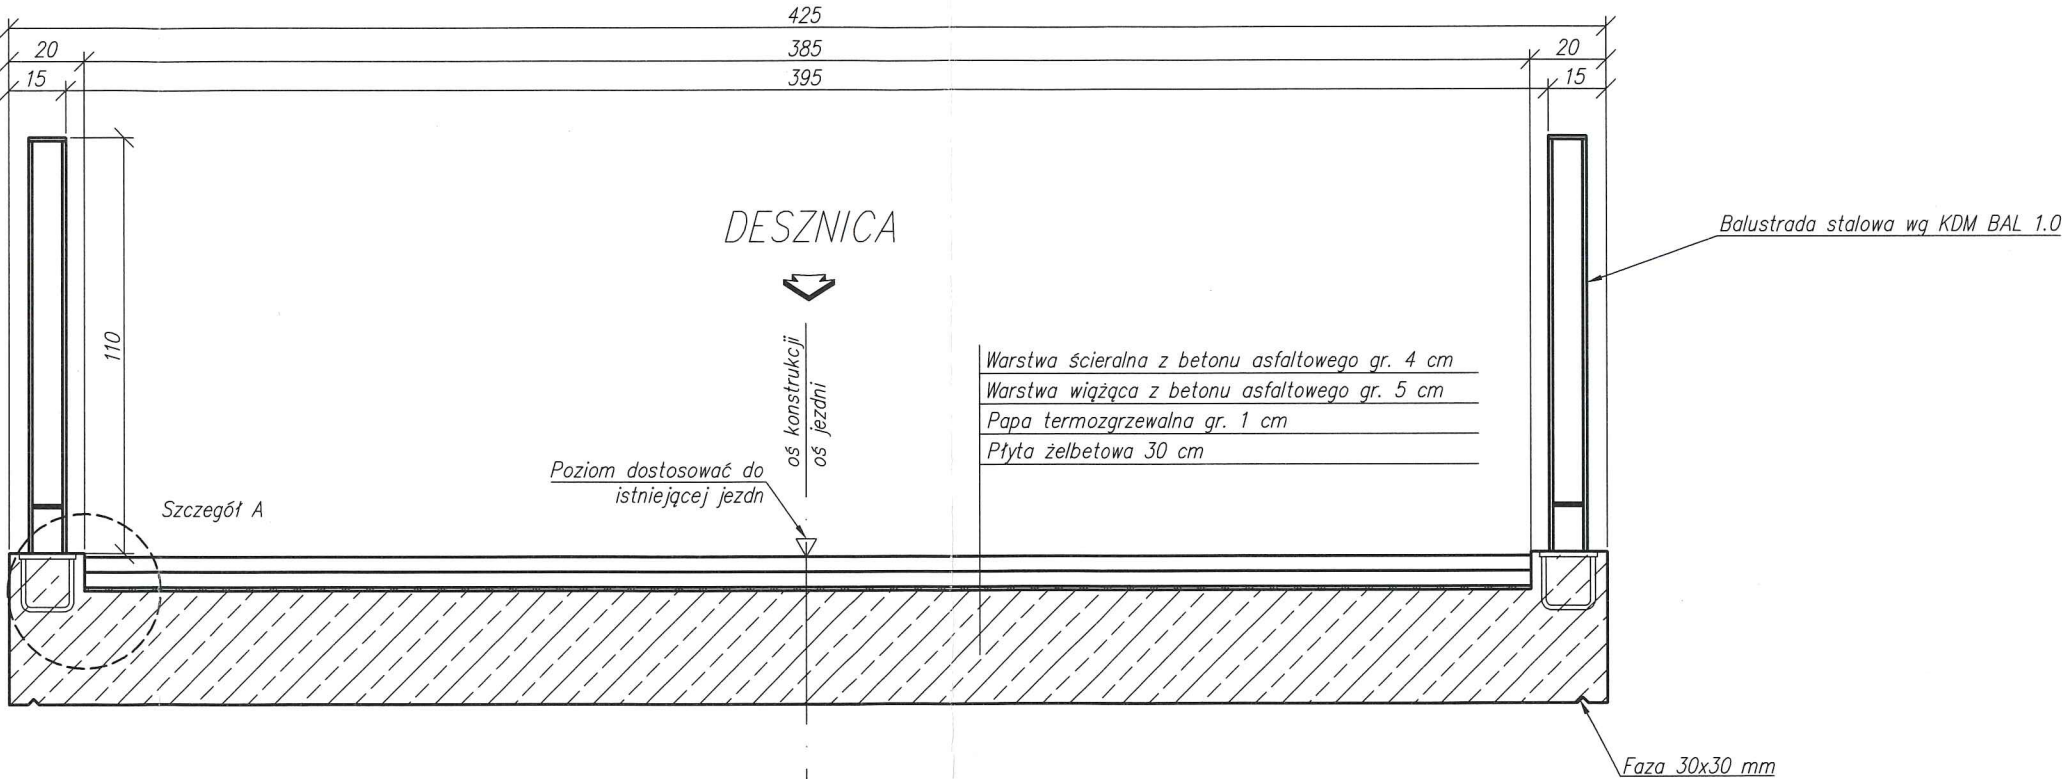 425
20 385 20
15 395 15
DESZNICA
Balustrada stalowa wg KDM BAL 1.0
110
oś konstrukcji
oś jezdni
Warstwa ścieralna z betonu asfaltowego gr. 4 cm
Warstwa wiążąca z betonu asfaltowego gr. 5 cm
Papa termozgrzewalna gr. 1 cm
Płyta żelbetowa 30 cm
Poziom dostosować do
istniejącej jezdn
Szczegół A
Faza 30x30 mm